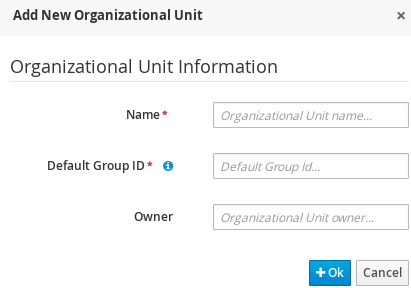 Add New Organizational Unit ×
Organizational Unit Information
Name* Organizational Unit name...
Default Group ID* Default Group Id...
Owner Organizational Unit owner...
+ Ok Cancel